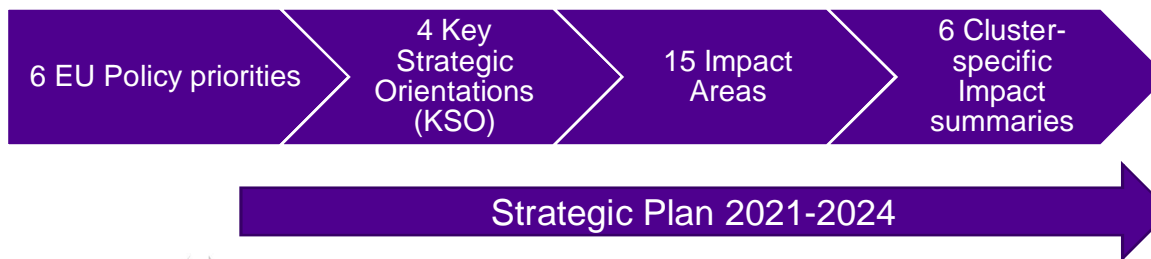 6 EU Policy priorities
4 Key
Strategic
Orientations
(KSO)
15 Impact
Areas
6 Cluster-
specific
Impact
summaries
Strategic Plan 2021-2024